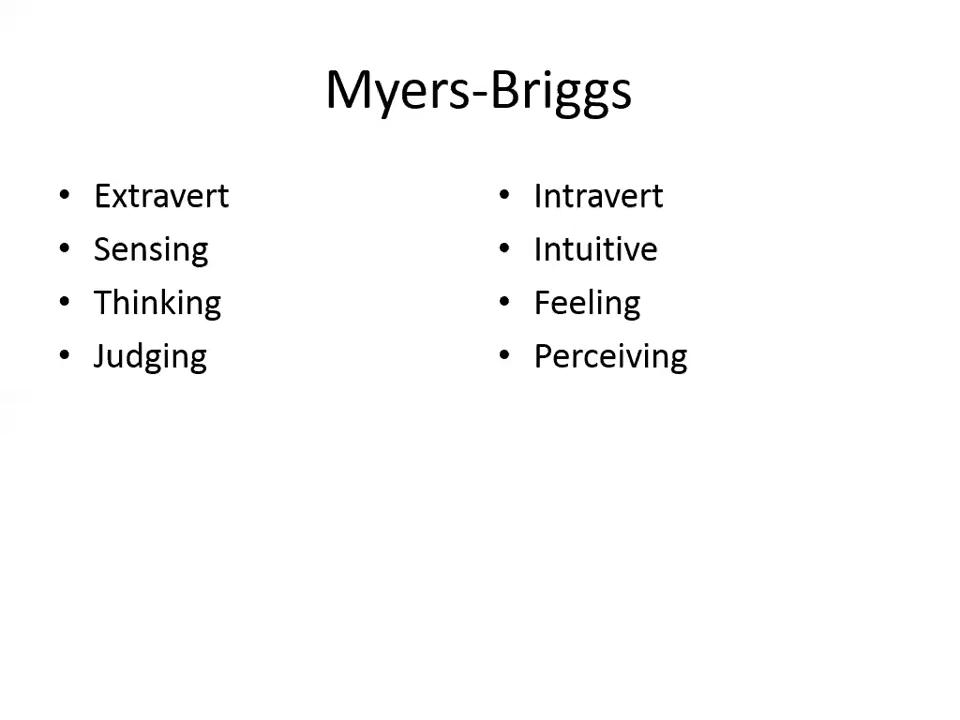 Myers-Briggs
• Extravert
• Sensing
• Thinking
• Judging
• Intravert
• Intuitive
• Feeling
• Perceiving